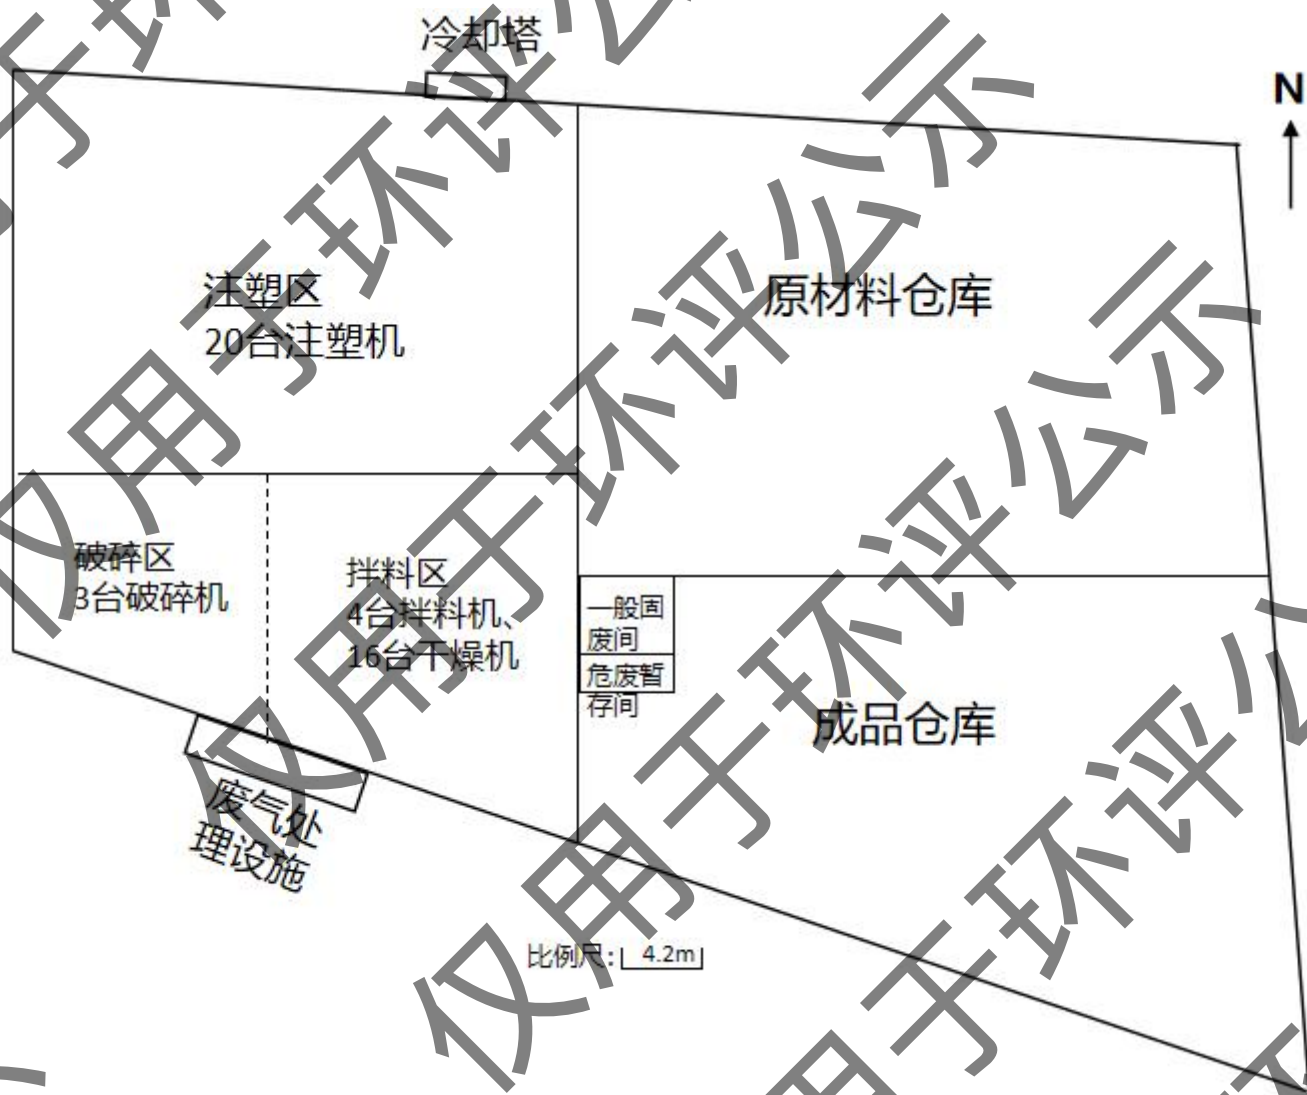 冷却塔
N
注塑区
20台注塑机
原材料仓库
破碎区
3台破碎机
拌料区
4台拌料机、
16台干燥机
一般固
废间
危废暂
存间
成品仓库
废气处
理设施
比例尺: 4.2m
仅用于环评公示
仅用于环评公示
仅用于环评公示